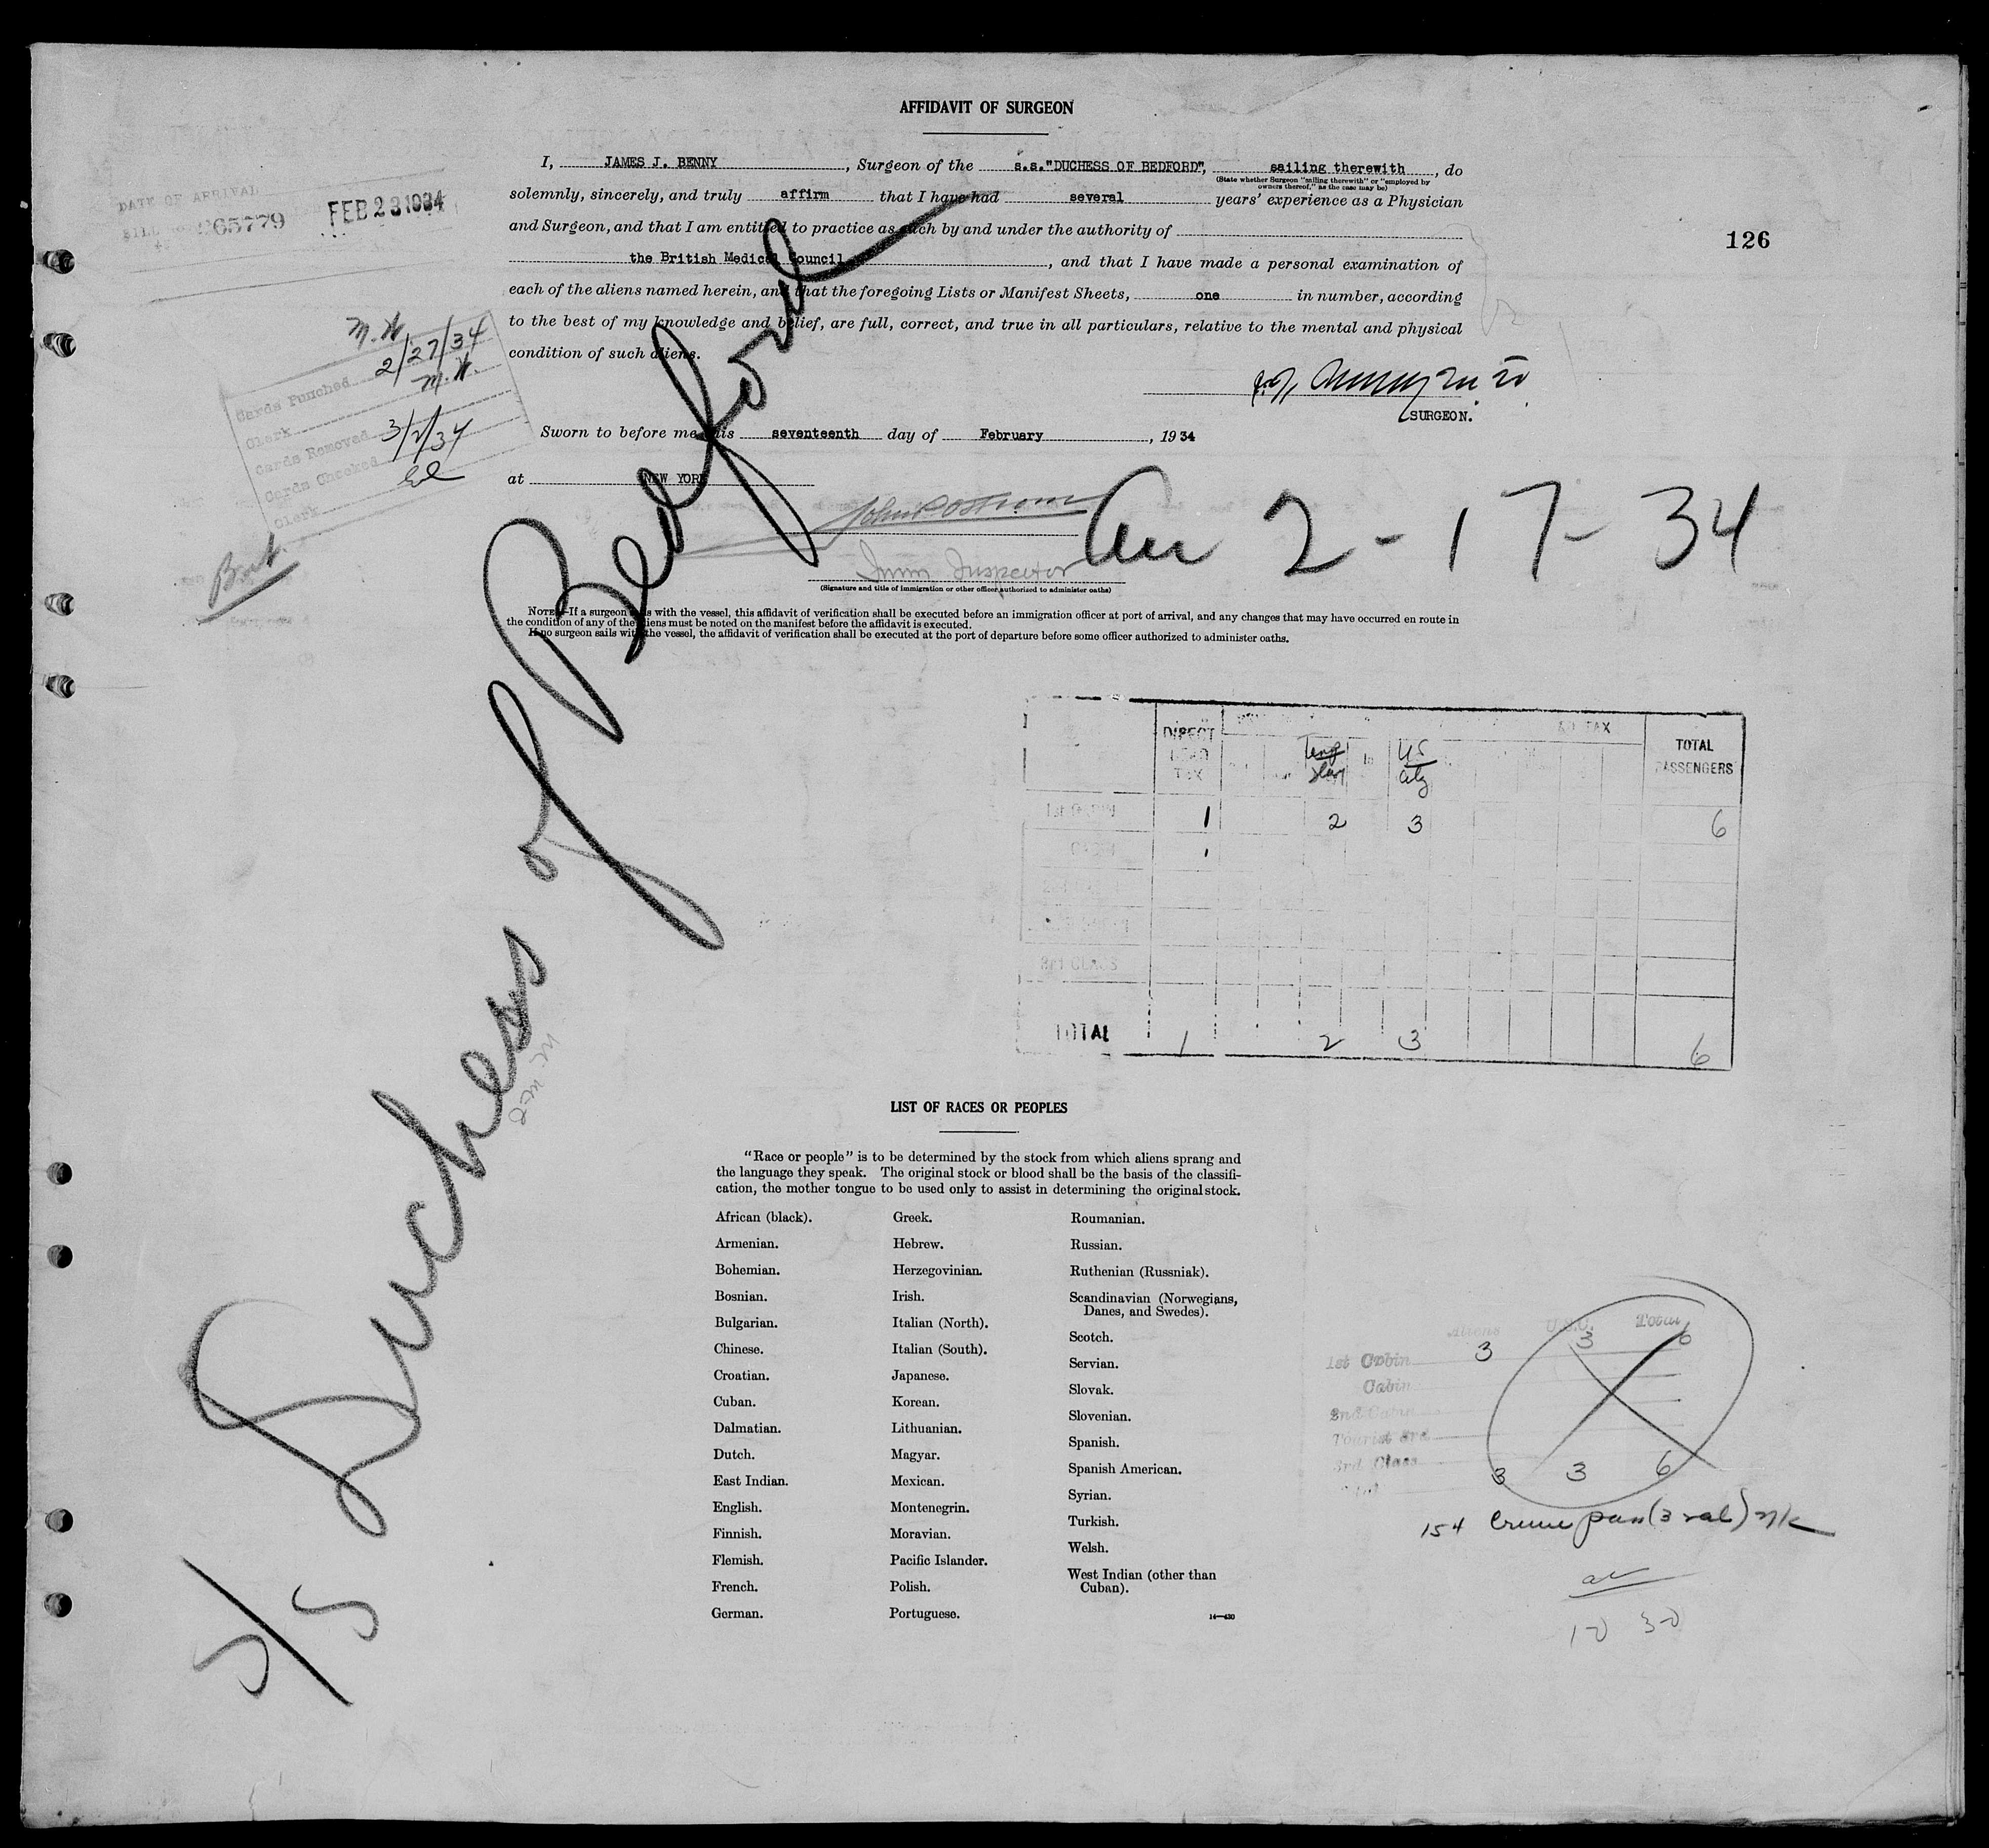 AFFIDAVIT OF SURGEON
I, JAMES J. BENNY, Surgeon of the s.s."DUCHESS OF BEDFORD", sailing therewith, do
(State whether Surgeon "sailing therewith" or "employed by owners thereof," as the case may be)
solemnly, sincerely, and truly affirm that I have had several years' experience as a Physician
and Surgeon, and that I am entitled to practice as such by and under the authority of
the British Medical Council, and that I have made a personal examination of
each of the aliens named herein, and that the foregoing Lists or Manifest Sheets, one in number, according
to the best of my knowledge and belief, are full, correct, and true in all particulars, relative to the mental and physical
condition of such aliens.
SURGEON.
Sworn to before me this seventeenth day of February, 1934
at NEW YORK
John P. Ostrom
Imm Inspector
(Signature and title of immigration or other officer authorized to administer oaths)
NOTE.—If a surgeon sails with the vessel, this affidavit of verification shall be executed before an immigration officer at port of arrival, and any changes that may have occurred en route in
the condition of any of the aliens must be noted on the manifest before the affidavit is executed.
If no surgeon sails with the vessel, the affidavit of verification shall be executed at the port of departure before some officer authorized to administer oaths.
DATE OF ARRIVAL
FEB 23 1934
65779
126
M.H.
Cards Punched 2/27/34
Clerk M.H.
Cards Removed
Cards Checked 3/2/34
Clerk
2-17-34
S/S Duchess of Bedford
DIRECT HEAD TAX
US
TOTAL PASSENGERS
1 2 3 6
3rd CLASS
TOTAL 1 2 3 6
LIST OF RACES OR PEOPLES
"Race or people" is to be determined by the stock from which aliens sprang and
the language they speak. The original stock or blood shall be the basis of the classifi-
cation, the mother tongue to be used only to assist in determining the original stock.
African (black).
Armenian.
Bohemian.
Bosnian.
Bulgarian.
Chinese.
Croatian.
Cuban.
Dalmatian.
Dutch.
East Indian.
English.
Finnish.
Flemish.
French.
German.
Greek.
Hebrew.
Herzegovinian.
Irish.
Italian (North).
Italian (South).
Japanese.
Korean.
Lithuanian.
Magyar.
Mexican.
Montenegrin.
Moravian.
Pacific Islander.
Polish.
Portuguese.
Roumanian.
Russian.
Ruthenian (Russniak).
Scandinavian (Norwegians,
Danes, and Swedes).
Scotch.
Servian.
Slovak.
Slovenian.
Spanish.
Spanish American.
Syrian.
Turkish.
Welsh.
West Indian (other than
Cuban).
14—430
Aliens U.S.C. Total
1st Cabin 3 3 6
Cabin
2nd Cabin
Tourist 3rd
3rd Class
3 3 6
154